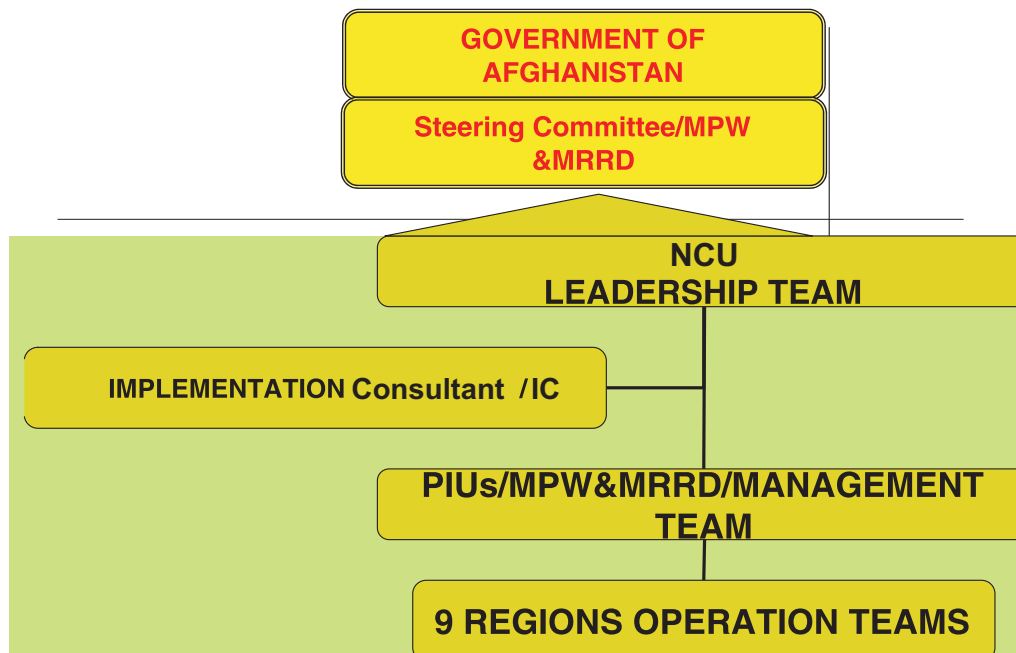 GOVERNMENT OF
AFGHANISTAN
Steering Committee/MPW
&MRRD
NCU
LEADERSHIP TEAM
IMPLEMENTATION Consultant / IC
PIUs/MPW&MRRD/MANAGEMENT
TEAM
9 REGIONS OPERATION TEAMS